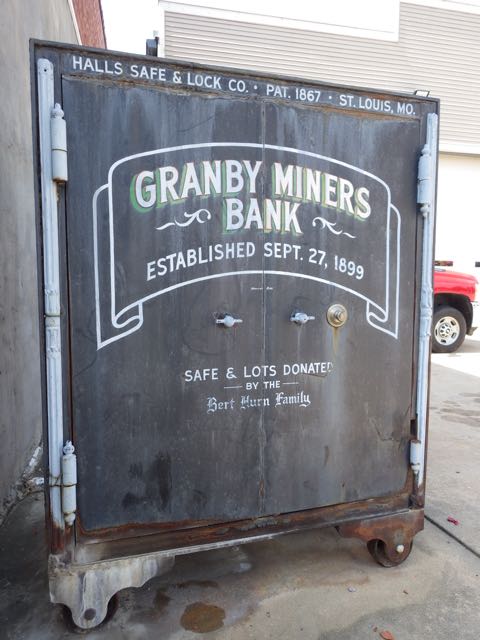 HALLS SAFE & LOCK CO. • PAT. 1867 • ST. LOUIS, MO.
GRANBY MINERS
BANK
ESTABLISHED SEPT. 27, 1899
SAFE & LOTS DONATED
— BY THE —
Bert Hurn Family